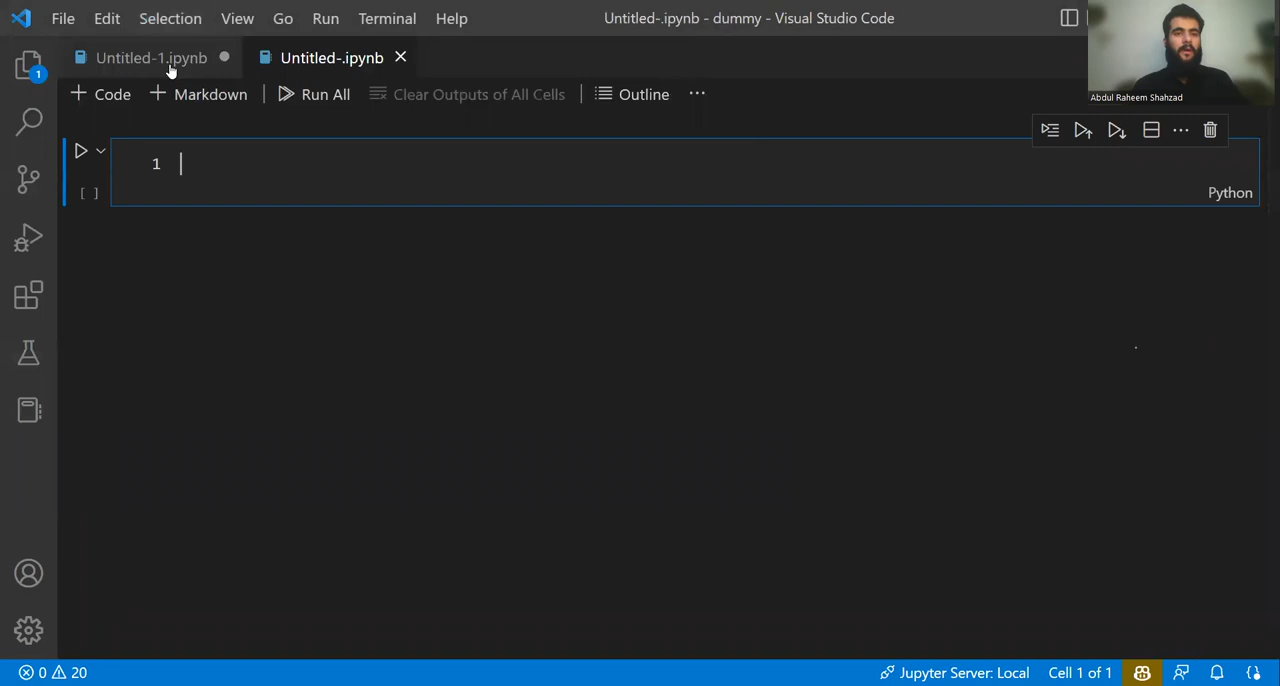 File Edit Selection View Go Run Terminal Help Untitled-.ipynb - dummy - Visual Studio Code
Untitled-1.ipynb Untitled-.ipynb
Abdul Raheem Shahzad
Code Markdown Run All Clear Outputs of All Cells Outline
1
[ ] Python
1
0 20 Jupyter Server: Local Cell 1 of 1